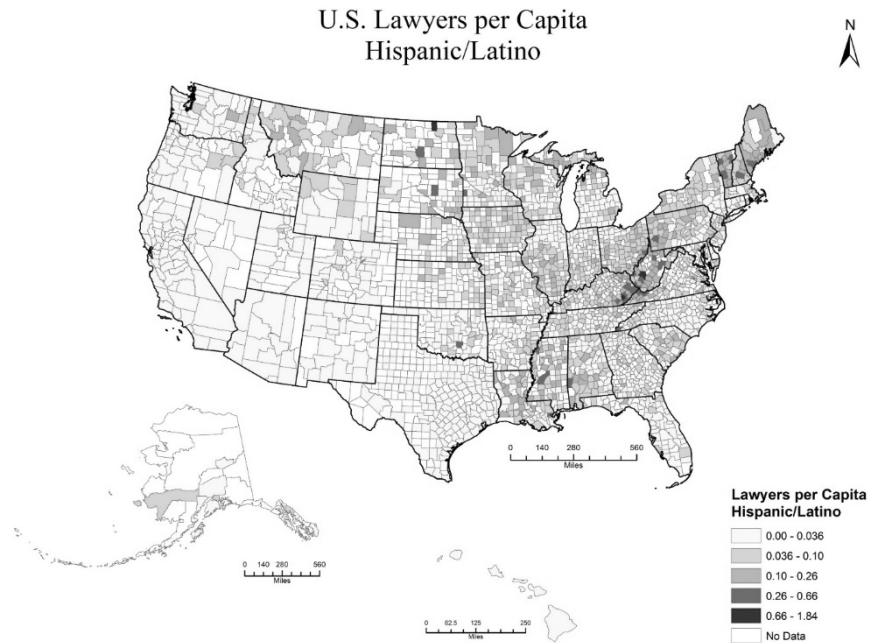 U.S. Lawyers per Capita
Hispanic/Latino
N
0 140 280 560
Miles
0 140 280 560
Miles
0 62.5 125 250
Miles
Lawyers per Capita
Hispanic/Latino
0.00 - 0.036
0.036 - 0.10
0.10 - 0.26
0.26 - 0.66
0.66 - 1.84
No Data